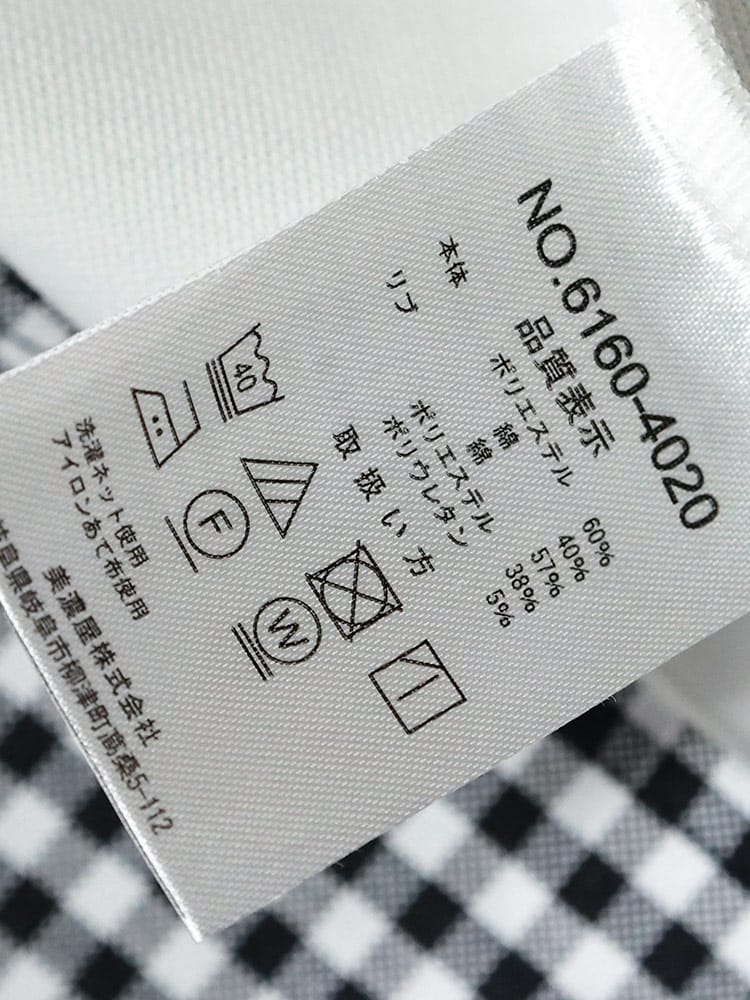 NO.6160-4020
品質表示
本体 ポリエステル 60%
綿 40%
リブ 綿 57%
ポリエステル 38%
ポリウレタン 5%
取扱い方
40
F
W
洗濯ネット使用
アイロンあて布使用
美濃屋株式会社
岐阜県岐阜市柳津町高桑5-112